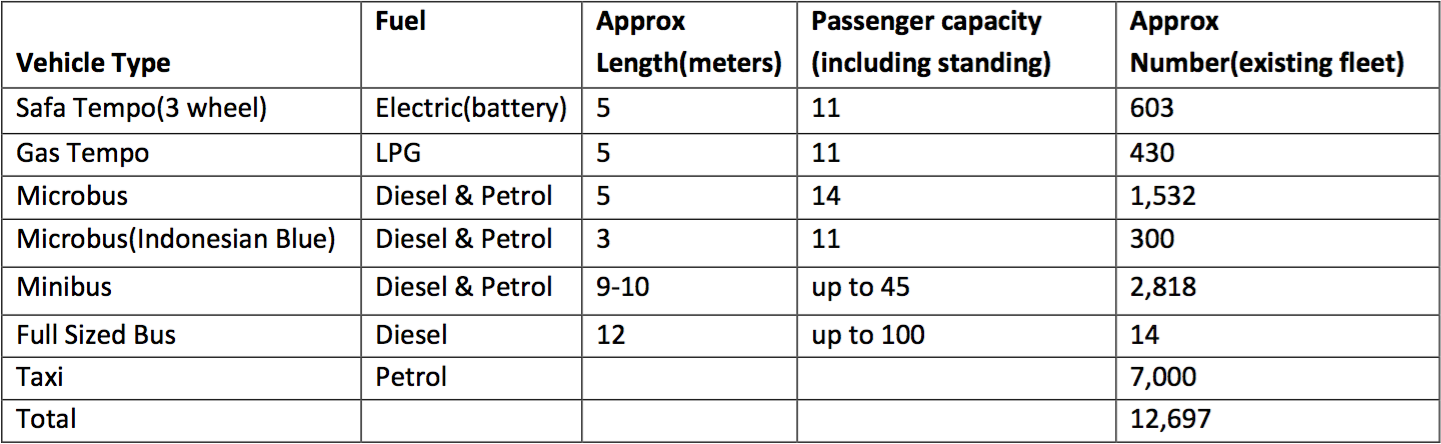 Vehicle Type Fuel Approx Length(meters) Passenger capacity (including standing) Approx Number(existing fleet)
Safa Tempo(3 wheel) Electric(battery) 5 11 603
Gas Tempo LPG 5 11 430
Microbus Diesel & Petrol 5 14 1,532
Microbus(Indonesian Blue) Diesel & Petrol 3 11 300
Minibus Diesel & Petrol 9-10 up to 45 2,818
Full Sized Bus Diesel 12 up to 100 14
Taxi Petrol 7,000
Total 12,697